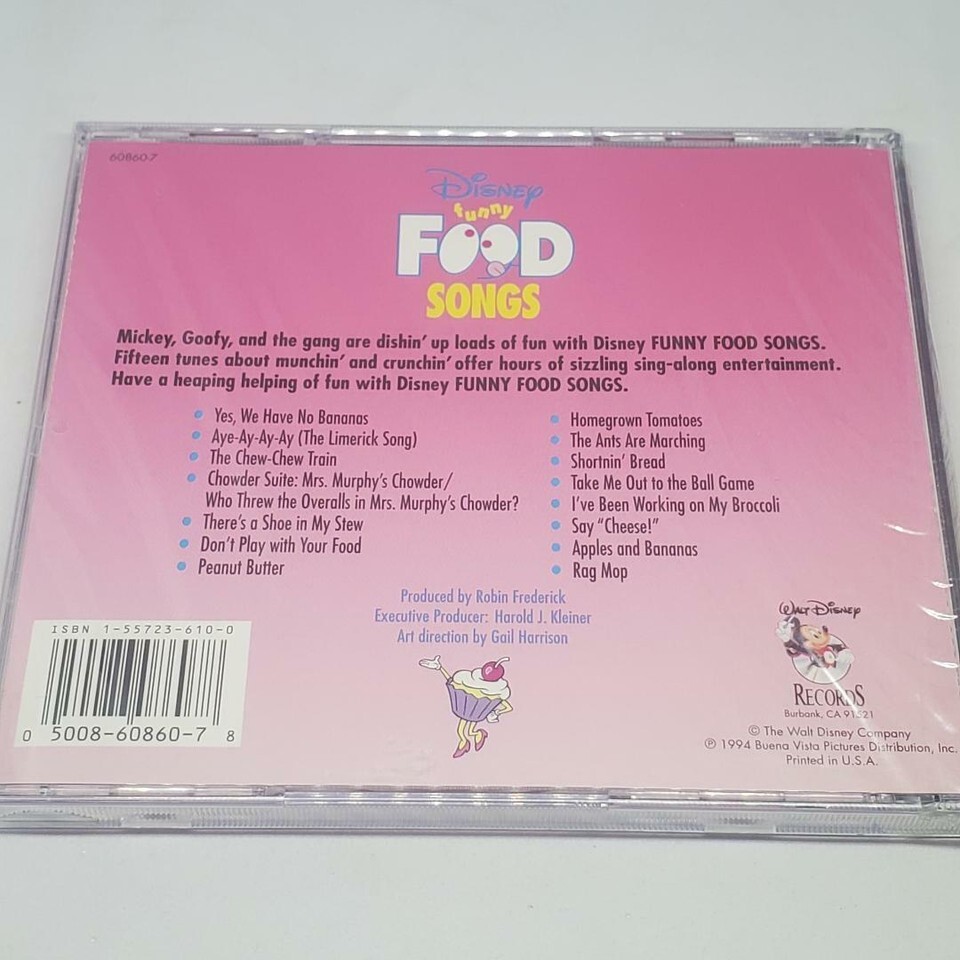 60860-7
Disney
funny
FOOD
SONGS
Mickey, Goofy, and the gang are dishin' up loads of fun with Disney FUNNY FOOD SONGS.
Fifteen tunes about munchin' and crunchin' offer hours of sizzling sing-along entertainment.
Have a heaping helping of fun with Disney FUNNY FOOD SONGS.
• Yes, We Have No Bananas
• Aye-Ay-Ay-Ay (The Limerick Song)
• The Chew-Chew Train
• Chowder Suite: Mrs. Murphy's Chowder/
Who Threw the Overalls in Mrs. Murphy's Chowder?
• There's a Shoe in My Stew
• Don't Play with Your Food
• Peanut Butter
• Homegrown Tomatoes
• The Ants Are Marching
• Shortnin' Bread
• Take Me Out to the Ball Game
• I've Been Working on My Broccoli
• Say "Cheese!"
• Apples and Bananas
• Rag Mop
Produced by Robin Frederick
Executive Producer: Harold J. Kleiner
Art direction by Gail Harrison
ISBN 1-55723-610-0
0 5008-60860-7 8
WALT DISNEY
RECORDS
Burbank, CA 91521
© The Walt Disney Company
℗ 1994 Buena Vista Pictures Distribution, Inc.
Printed in U.S.A.